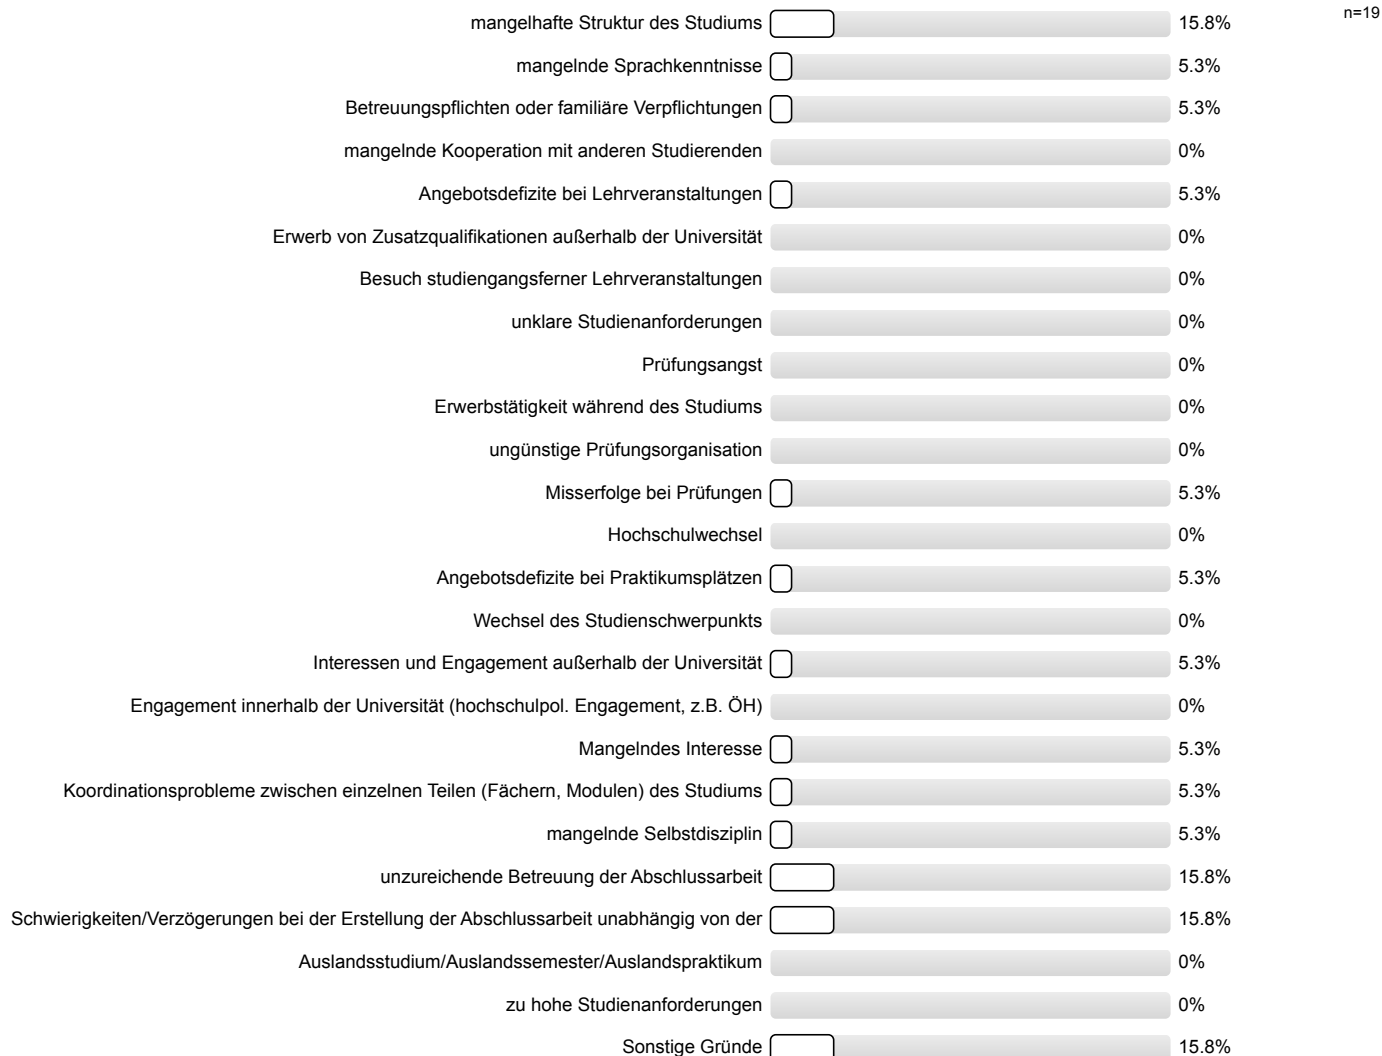 mangelhafte Struktur des Studiums 15.8% n=19
mangelnde Sprachkenntnisse 5.3%
Betreuungspflichten oder familiäre Verpflichtungen 5.3%
mangelnde Kooperation mit anderen Studierenden 0%
Angebotsdefizite bei Lehrveranstaltungen 5.3%
Erwerb von Zusatzqualifikationen außerhalb der Universität 0%
Besuch studiengangsferner Lehrveranstaltungen 0%
unklare Studienanforderungen 0%
Prüfungsangst 0%
Erwerbstätigkeit während des Studiums 0%
ungünstige Prüfungsorganisation 0%
Misserfolge bei Prüfungen 5.3%
Hochschulwechsel 0%
Angebotsdefizite bei Praktikumsplätzen 5.3%
Wechsel des Studienschwerpunkts 0%
Interessen und Engagement außerhalb der Universität 5.3%
Engagement innerhalb der Universität (hochschulpol. Engagement, z.B. ÖH) 0%
Mangelndes Interesse 5.3%
Koordinationsprobleme zwischen einzelnen Teilen (Fächern, Modulen) des Studiums 5.3%
mangelnde Selbstdisziplin 5.3%
unzureichende Betreuung der Abschlussarbeit 15.8%
Schwierigkeiten/Verzögerungen bei der Erstellung der Abschlussarbeit unabhängig von der 15.8%
Auslandsstudium/Auslandssemester/Auslandspraktikum 0%
zu hohe Studienanforderungen 0%
Sonstige Gründe 15.8%